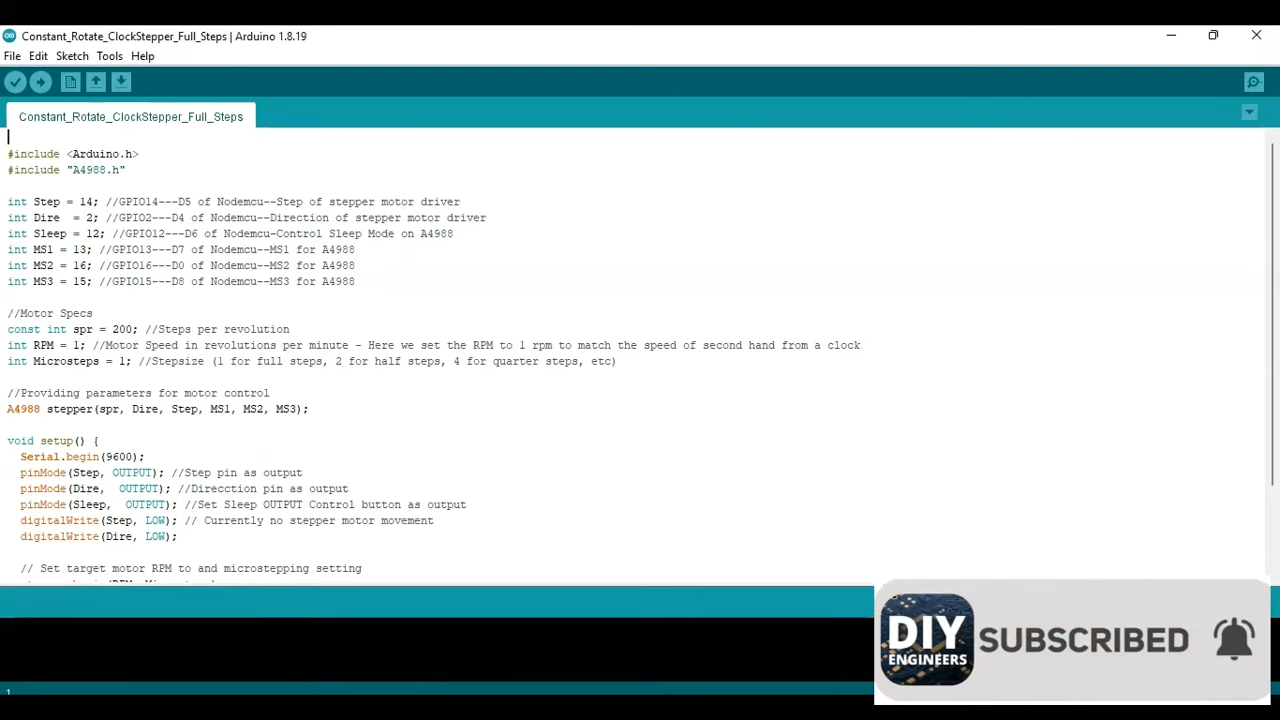 Constant_Rotate_ClockStepper_Full_Steps | Arduino 1.8.19
File Edit Sketch Tools Help
Constant_Rotate_ClockStepper_Full_Steps
#include <Arduino.h>
#include "A4988.h"
int Step = 14; //GPIO14---D5 of Nodemcu--Step of stepper motor driver
int Dire  = 2; //GPIO2---D4 of Nodemcu--Direction of stepper motor driver
int Sleep = 12; //GPIO12---D6 of Nodemcu-Control Sleep Mode on A4988
int MS1 = 13; //GPIO13---D7 of Nodemcu--MS1 for A4988
int MS2 = 16; //GPIO16---D0 of Nodemcu--MS2 for A4988
int MS3 = 15; //GPIO15---D8 of Nodemcu--MS3 for A4988
//Motor Specs
const int spr = 200; //Steps per revolution
int RPM = 1; //Motor Speed in revolutions per minute - Here we set the RPM to 1 rpm to match the speed of second hand from a clock
int Microsteps = 1; //Stepsize (1 for full steps, 2 for half steps, 4 for quarter steps, etc)
//Providing parameters for motor control
A4988 stepper(spr, Dire, Step, MS1, MS2, MS3);
void setup() {
Serial.begin(9600);
pinMode(Step, OUTPUT); //Step pin as output
pinMode(Dire,  OUTPUT); //Direcction pin as output
pinMode(Sleep,  OUTPUT); //Set Sleep OUTPUT Control button as output
digitalWrite(Step, LOW); // Currently no stepper motor movement
digitalWrite(Dire, LOW);
// Set target motor RPM to and microstepping setting
DIY
ENGINEERS
SUBSCRIBED
1